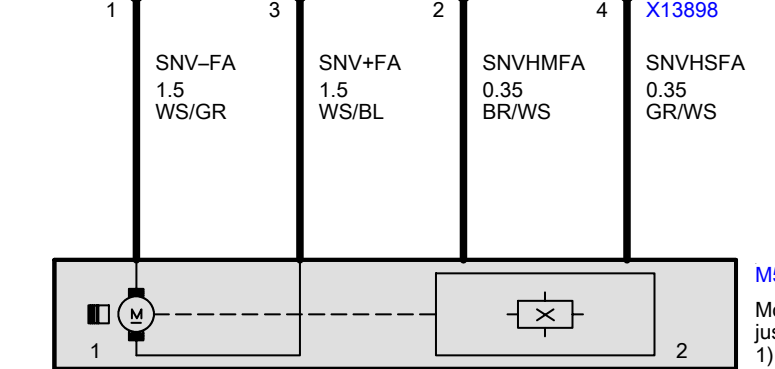 1 3 2 4 X13898
SNV–FA SNV+FA SNVHMFA SNVHSFA
1.5 1.5 0.35 0.35
WS/GR WS/BL BR/WS GR/WS
M
1 2
1)